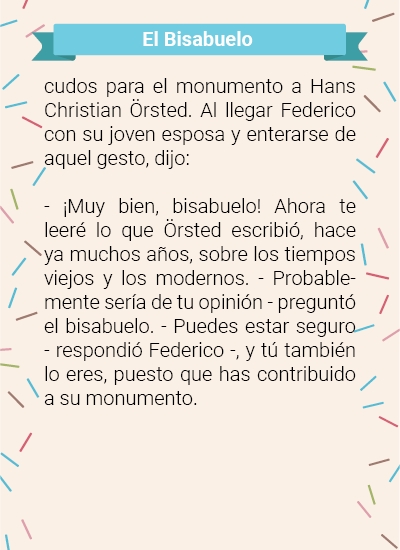 El Bisabuelo
cudos para el monumento a Hans
Christian Örsted. Al llegar Federico
con su joven esposa y enterarse de
aquel gesto, dijo:
- ¡Muy bien, bisabuelo! Ahora te
leeré lo que Örsted escribió, hace
ya muchos años, sobre los tiempos
viejos y los modernos. - Probable-
mente sería de tu opinión - preguntó
el bisabuelo. - Puedes estar seguro
- respondió Federico -, y tú también
lo eres, puesto que has contribuido
a su monumento.